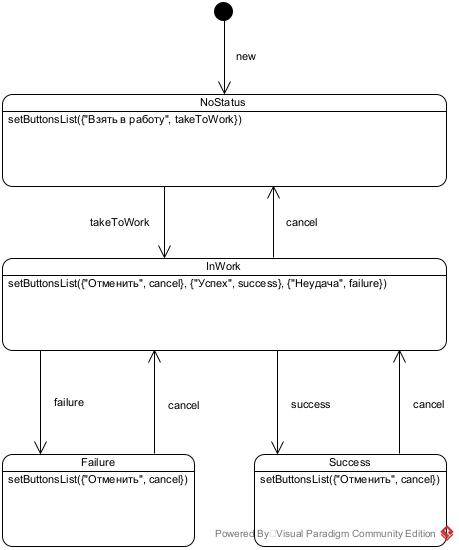 new
NoStatus
setButtonsList({"Взять в работу", takeToWork})
takeToWork
cancel
InWork
setButtonsList({"Отменить", cancel}, {"Успех", success}, {"Неудача", failure})
failure
cancel
success
cancel
Failure
setButtonsList({"Отменить", cancel})
Success
setButtonsList({"Отменить", cancel})
Powered By Visual Paradigm Community Edition